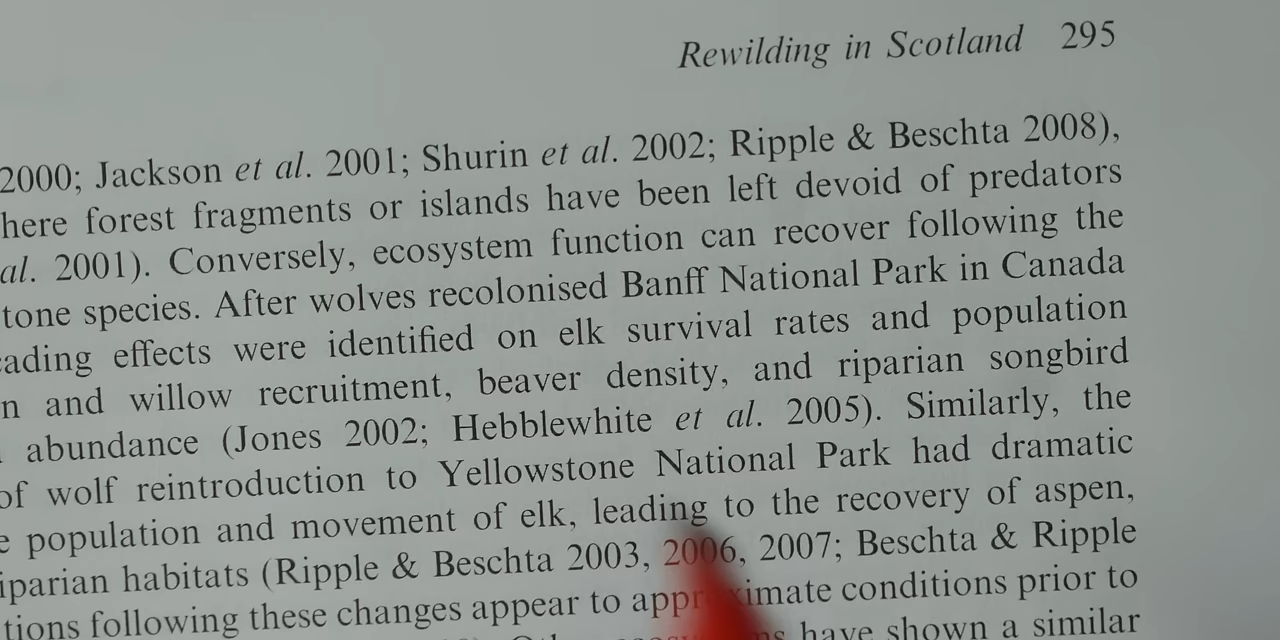 Rewilding in Scotland 295
2000; Jackson et al. 2001; Shurin et al. 2002; Ripple & Beschta 2008),
here forest fragments or islands have been left devoid of predators
al. 2001). Conversely, ecosystem function can recover following the
tone species. After wolves recolonised Banff National Park in Canada
ading effects were identified on elk survival rates and population
n and willow recruitment, beaver density, and riparian songbird
abundance (Jones 2002; Hebblewhite et al. 2005). Similarly, the
of wolf reintroduction to Yellowstone National Park had dramatic
e population and movement of elk, leading to the recovery of aspen,
iparian habitats (Ripple & Beschta 2003, 2006, 2007; Beschta & Ripple
tions following these changes appear to approximate conditions prior to
have shown a similar